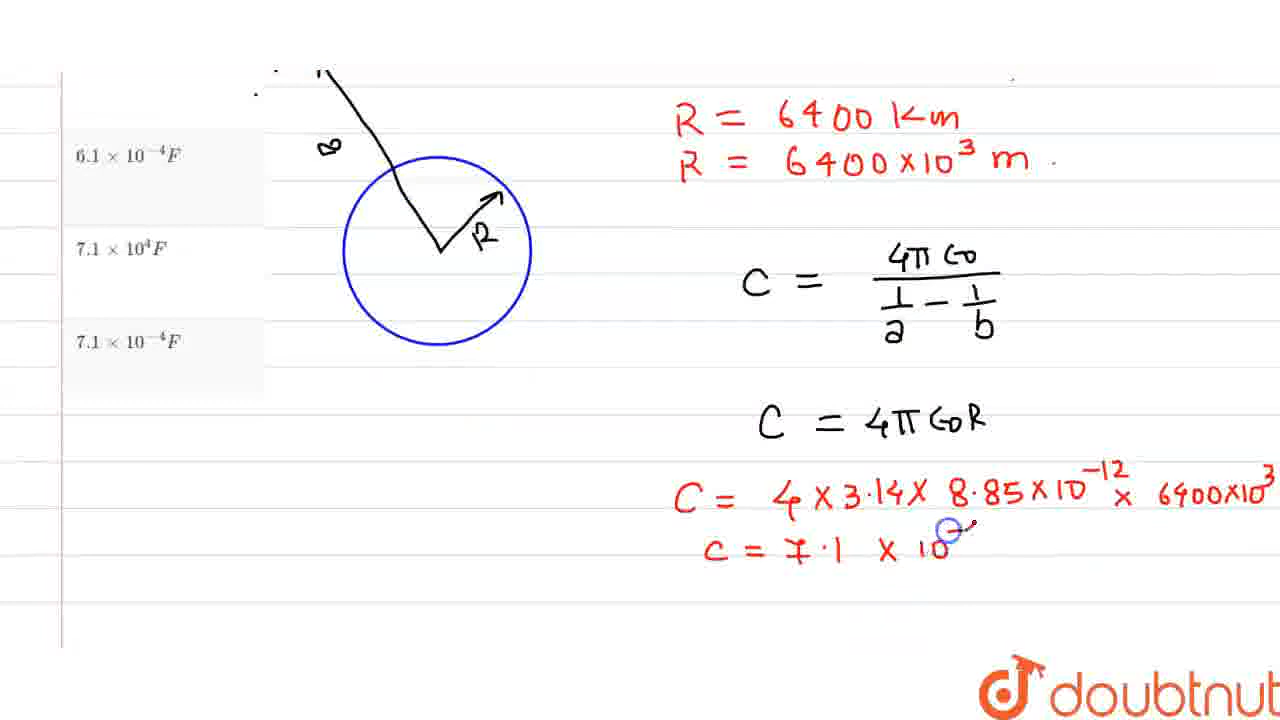 6.1 × 10⁻⁴F
7.1 × 10⁴F
7.1 × 10⁻⁴F
∞
R
R = 6400 Km
R = 6400×10³ m
C = 4π ϵ0 / (1/a − 1/b)
C = 4π ϵ0 R
C = 4 × 3.14 × 8.85 × 10⁻¹² × 6400×10³
C = 7.1 × 10⁻
doubtnut